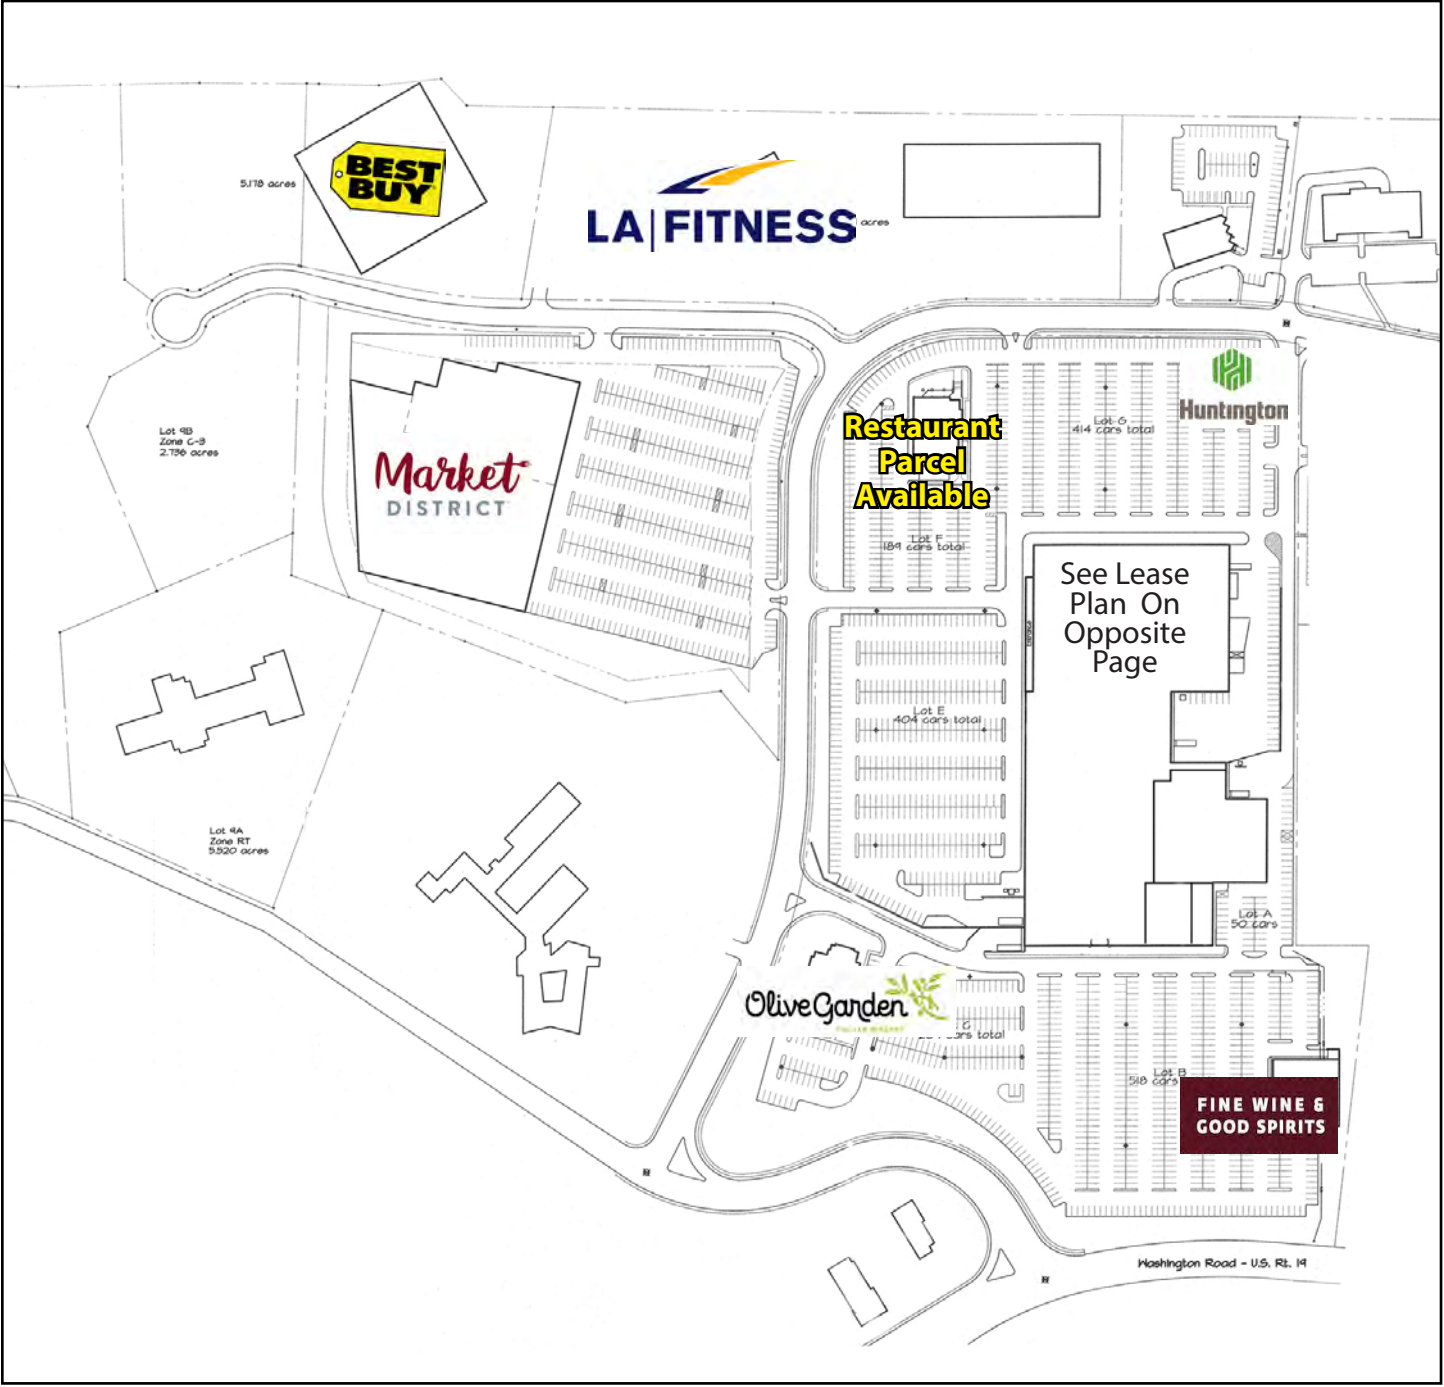 BEST
BUY
5.178 acres
LA|FITNESS
acres
Huntington
Restaurant
Parcel
Available
Lot G
414 cars total
Lot 9B
Zone C-3
2.736 acres
Market
DISTRICT
Lot F
189 cars total
See Lease
Plan On
Opposite
Page
Lot E
404 cars total
Lot 9A
Zone RT
5.520 acres
Lot A
50 cars
Olive Garden
cars total
Lot B
518 cars
FINE WINE &
GOOD SPIRITS
Washington Road - U.S. Rt. 19